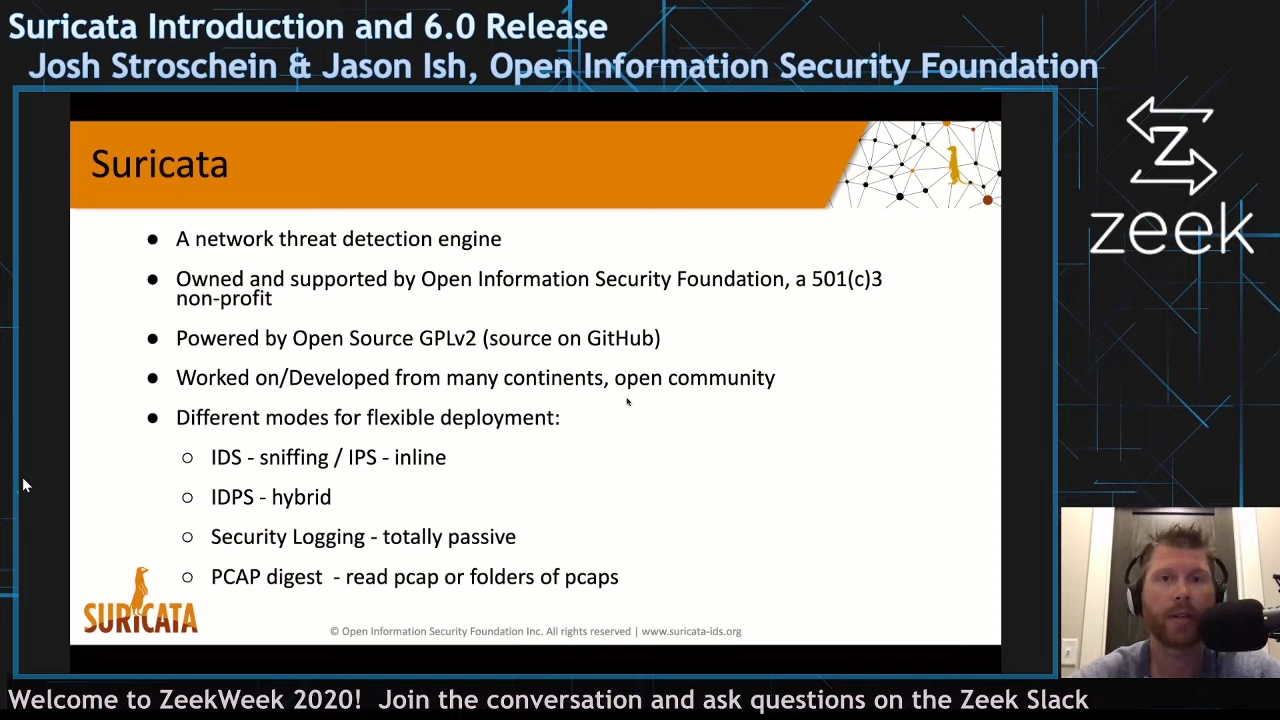 Suricata Introduction and 6.0 Release
Josh Stroschein & Jason Ish, Open Information Security Foundation
Suricata
● A network threat detection engine
● Owned and supported by Open Information Security Foundation, a 501(c)3
non-profit
● Powered by Open Source GPLv2 (source on GitHub)
● Worked on/Developed from many continents, open community
● Different modes for flexible deployment:
○ IDS - sniffing / IPS - inline
○ IDPS - hybrid
○ Security Logging - totally passive
○ PCAP digest - read pcap or folders of pcaps
SURICATA
© Open Information Security Foundation Inc. All rights reserved | www.suricata-ids.org
zeek
Welcome to ZeekWeek 2020! Join the conversation and ask questions on the Zeek Slack